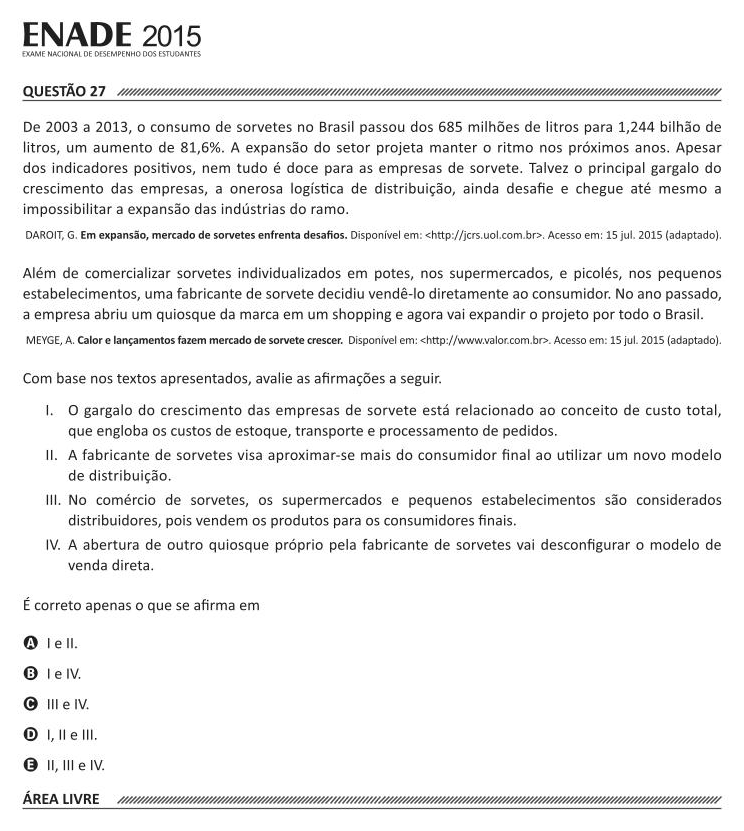 ENADE 2015
EXAME NACIONAL DE DESEMPENHO DOS ESTUDANTES
QUESTÃO 27
De 2003 a 2013, o consumo de sorvetes no Brasil passou dos 685 milhões de litros para 1,244 bilhão de
litros, um aumento de 81,6%. A expansão do setor projeta manter o ritmo nos próximos anos. Apesar
dos indicadores positivos, nem tudo é doce para as empresas de sorvete. Talvez o principal gargalo do
crescimento das empresas, a onerosa logística de distribuição, ainda desafie e chegue até mesmo a
impossibilitar a expansão das indústrias do ramo.
DAROIT, G. Em expansão, mercado de sorvetes enfrenta desafios. Disponível em: <http://jcrs.uol.com.br>. Acesso em: 15 jul. 2015 (adaptado).
Além de comercializar sorvetes individualizados em potes, nos supermercados, e picolés, nos pequenos
estabelecimentos, uma fabricante de sorvete decidiu vendê-lo diretamente ao consumidor. No ano passado,
a empresa abriu um quiosque da marca em um shopping e agora vai expandir o projeto por todo o Brasil.
MEYGE, A. Calor e lançamentos fazem mercado de sorvete crescer. Disponível em: <http://www.valor.com.br>. Acesso em: 15 jul. 2015 (adaptado).
Com base nos textos apresentados, avalie as afirmações a seguir.
I. O gargalo do crescimento das empresas de sorvete está relacionado ao conceito de custo total,
que engloba os custos de estoque, transporte e processamento de pedidos.
II. A fabricante de sorvetes visa aproximar-se mais do consumidor final ao utilizar um novo modelo
de distribuição.
III. No comércio de sorvetes, os supermercados e pequenos estabelecimentos são considerados
distribuidores, pois vendem os produtos para os consumidores finais.
IV. A abertura de outro quiosque próprio pela fabricante de sorvetes vai desconfigurar o modelo de
venda direta.
É correto apenas o que se afirma em
A I e II.
B I e IV.
C III e IV.
D I, II e III.
E II, III e IV.
ÁREA LIVRE